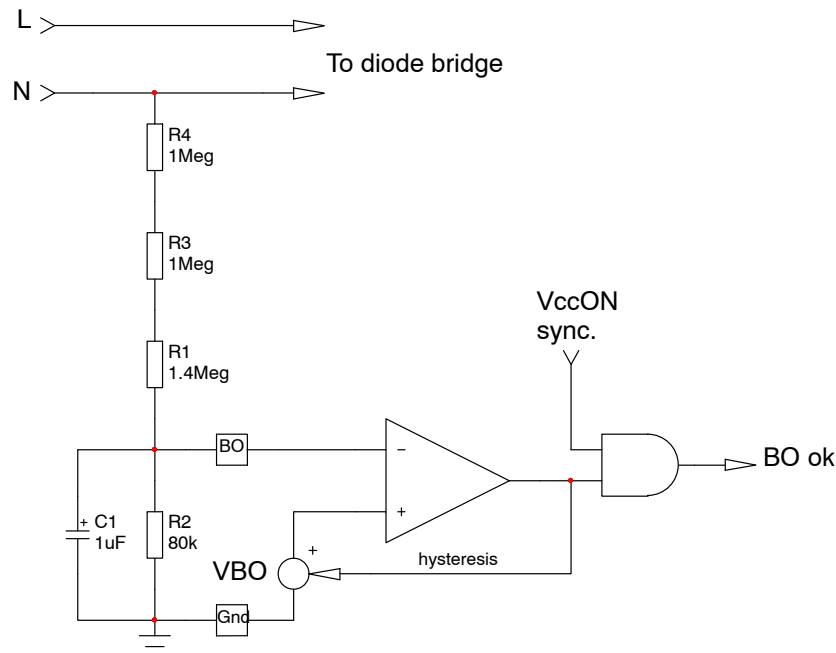 L
To diode bridge
N
R4
1Meg
R3
1Meg
VccON
sync.
R1
1.4Meg
BO
−
BO ok
+
+ C1
1uF
R2
80k
+
VBO
hysteresis
Gnd